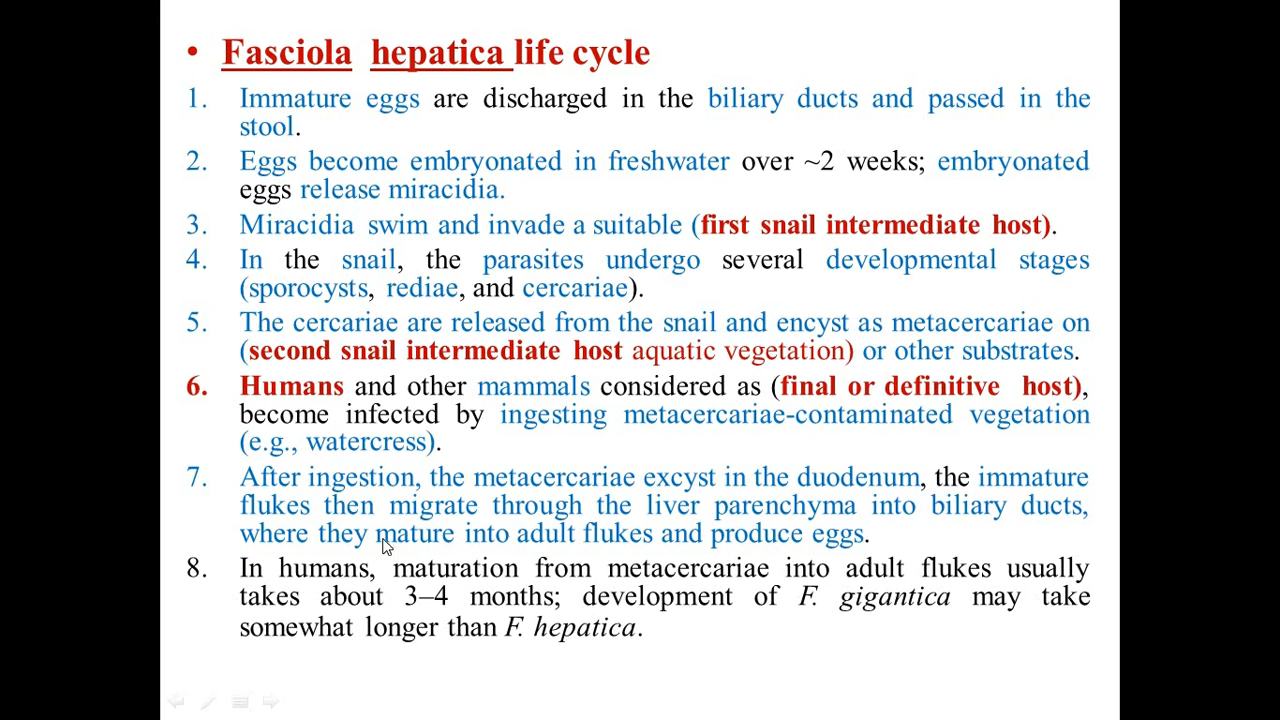 • Fasciola hepatica life cycle
1. Immature eggs are discharged in the biliary ducts and passed in the
stool.
2. Eggs become embryonated in freshwater over ~2 weeks; embryonated
eggs release miracidia.
3. Miracidia swim and invade a suitable (first snail intermediate host).
4. In the snail, the parasites undergo several developmental stages
(sporocysts, rediae, and cercariae).
5. The cercariae are released from the snail and encyst as metacercariae on
(second snail intermediate host aquatic vegetation) or other substrates.
6. Humans and other mammals considered as (final or definitive host),
become infected by ingesting metacercariae-contaminated vegetation
(e.g., watercress).
7. After ingestion, the metacercariae excyst in the duodenum, the immature
flukes then migrate through the liver parenchyma into biliary ducts,
where they mature into adult flukes and produce eggs.
8. In humans, maturation from metacercariae into adult flukes usually
takes about 3–4 months; development of F. gigantica may take
somewhat longer than F. hepatica.